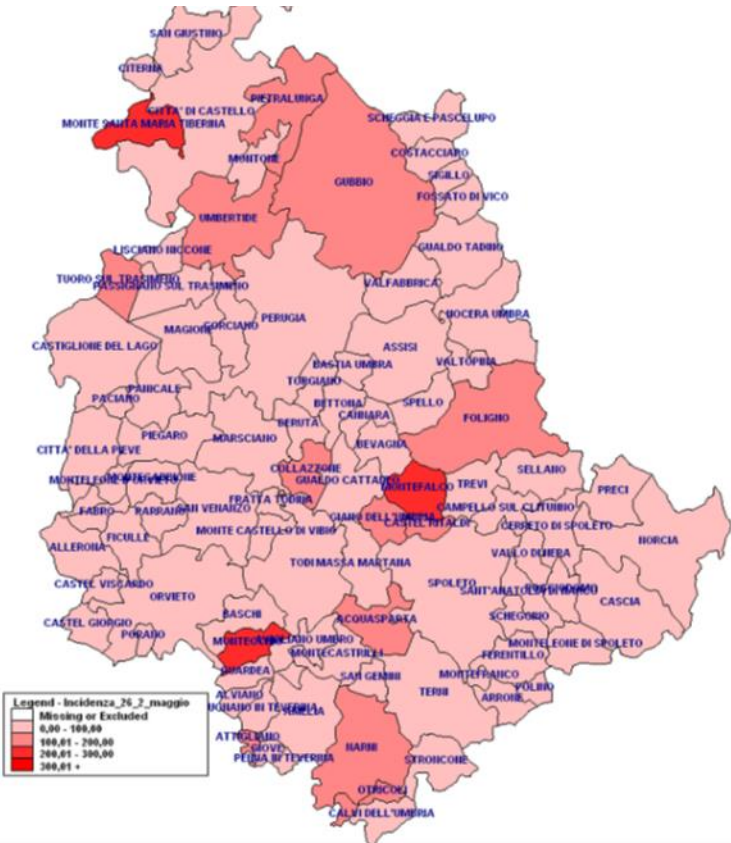 SAN GIUSTINO
CITERNA
CITTA' DI CASTELLO
PIETRALUNGA
MONTE SANTA MARIA TIBERINA
SCHEGGIA E PASCELUPO
COSTACCIARO
MONTONE
SIGILLO
GUBBIO
FOSSATO DI VICO
UMBERTIDE
LISCIANO NICCONE
GUALDO TADINO
TUORO SUL TRASIMENO
PASSIGNANO SUL TRASIMENO
VALFABBRICA
NOCERA UMBRA
PERUGIA
CORCIANO
MAGIONE
CASTIGLIONE DEL LAGO
ASSISI
BASTIA UMBRA
VALTOPINA
TORGIANO
PANICALE
PACIANO
BETTONA
SPELLO
CANNARA
FOLIGNO
DERUTA
PIEGARO
MARSCIANO
BEVAGNA
CITTA' DELLA PIEVE
COLLAZZONE
SELLANO
GUALDO CATTANEO
MONTEFALCO
TREVI
PRECI
FRATTA TODINA
SAN VENANZO
FABRO
PARRANO
CAMPELLO SUL CLITUNNO
GIANO DELL'UMBRIA
CASTEL RITALDI
CERRETO DI SPOLETO
MONTE CASTELLO DI VIBIO
FICULLE
NORCIA
ALLERONA
VALLO DI NERA
TODI
MASSA MARTANA
CASTEL VISCARDO
SPOLETO
ORVIETO
CASCIA
BASCHI
SCHEGGINO
CASTEL GIORGIO
ACQUASPARTA
PORANO
AVIGLIANO UMBRO
MONTELEONE DI SPOLETO
MONTECASTRILLI
FERENTILLO
GUARDEA
SAN GEMINI
MONTEFRANCO
POLINO
TERNI
ARRONE
ALVIANO
AMELIA
ATTIGLIANO
GIOVE
PENNA IN TEVERINA
NARNI
STRONCONE
OTRICOLI
CALVI DELL'UMBRIA
Legend - Incidenza_26_2_maggio
Missing or Excluded
0,00 - 100,00
100,01 - 200,00
200,01 - 300,00
300,01 +